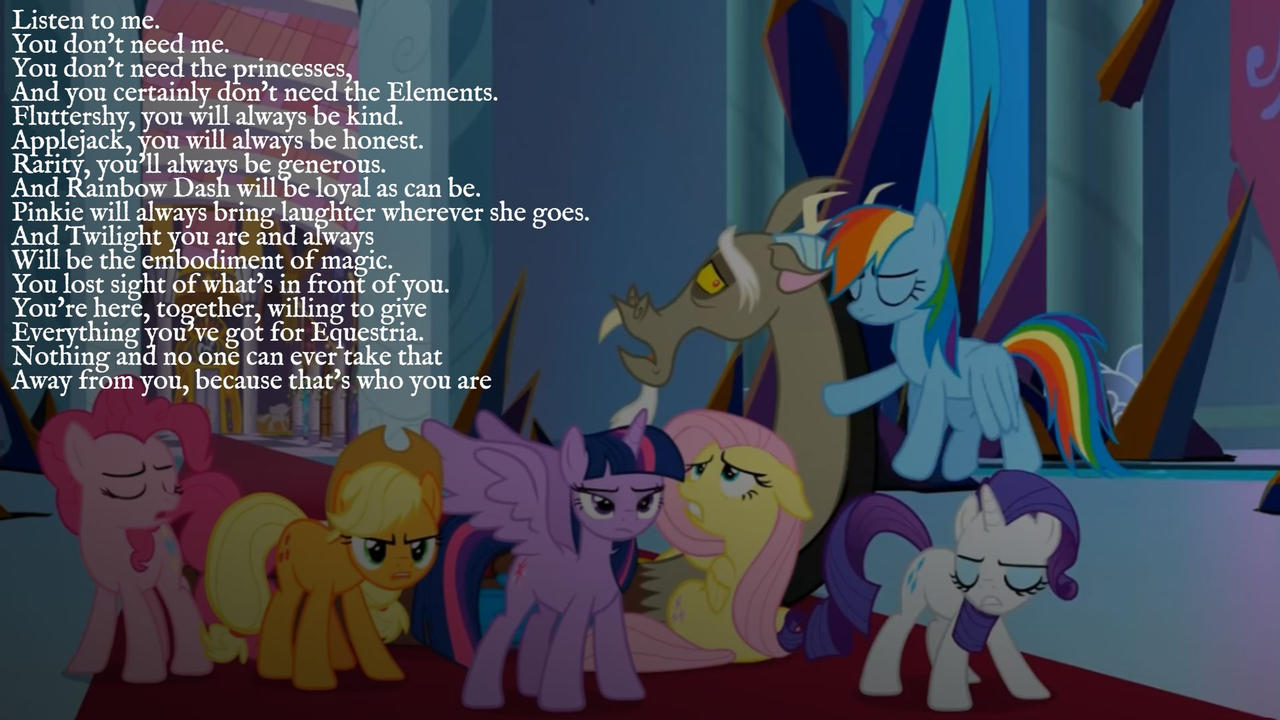 Listen to me.
You don't need me.
You don't need the princesses,
And you certainly don't need the Elements.
Fluttershy, you will always be kind.
Applejack, you will always be honest.
Rarity, you'll always be generous.
And Rainbow Dash will be loyal as can be.
Pinkie will always bring laughter wherever she goes.
And Twilight you are and always
Will be the embodiment of magic.
You lost sight of what's in front of you.
You're here, together, willing to give
Everything you've got for Equestria.
Nothing and no one can ever take that
Away from you, because that's who you are